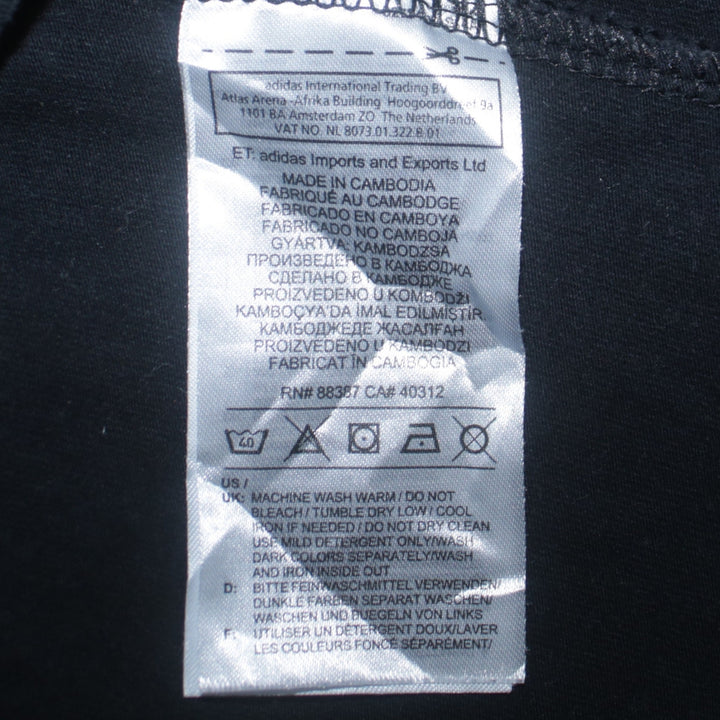 adidas International Trading BV
Atlas Arena -Afrika Building Hoogoorddreef 9a
1101 BA Amsterdam ZO The Netherlands
VAT NO. NL 8073.01.322.B.01
ET: adidas Imports and Exports Ltd
MADE IN CAMBODIA
FABRIQUÉ AU CAMBODGE
FABRICADO EN CAMBOYA
FABRICADO NO CAMBOJA
GYÁRTVA: KAMBODZSA
ПРОИЗВЕДЕНО В КАМБОДЖА
СДЕЛАНО В КАМБОДЖЕ
PROIZVEDENO U KOMBODŽI
KAMBOÇYA'DA İMAL EDİLMİŞTİR
КАМБОДЖЕДЕ ЖАСАЛҒАН
PROIZVEDENO U KAMBODZI
FABRICAT ÎN CAMBOGIA
RN# 88387 CA# 40312
40
US /
UK: MACHINE WASH WARM / DO NOT
BLEACH / TUMBLE DRY LOW / COOL
IRON IF NEEDED / DO NOT DRY CLEAN
USE MILD DETERGENT ONLY/WASH
DARK COLORS SEPARATELY/WASH
AND IRON INSIDE OUT
D: BITTE FEINWASCHMITTEL VERWENDEN/
DUNKLE FARBEN SEPARAT WASCHEN/
WASCHEN UND BUEGELN VON LINKS
F: UTILISER UN DÉTERGENT DOUX/LAVER
LES COULEURS FONCÉ SÉPARÉMENT/